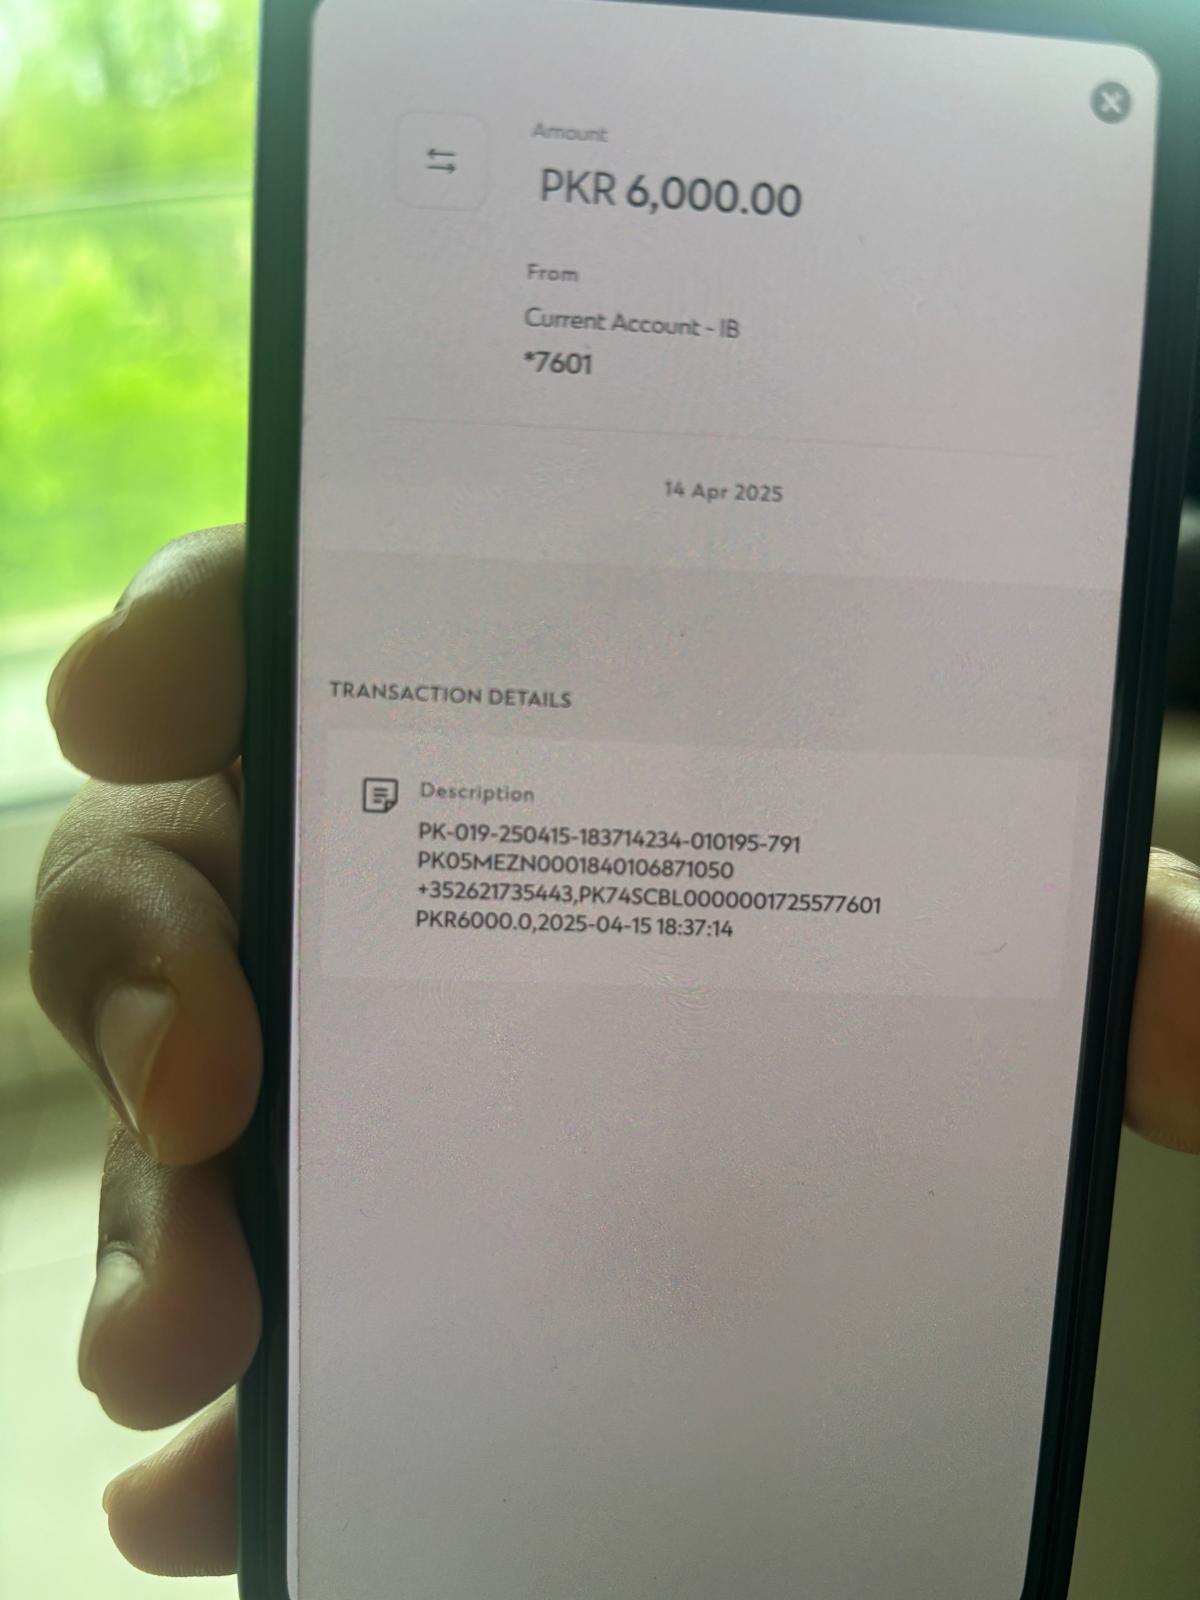 Amount
PKR 6,000.00
From
Current Account - IB
*7601
14 Apr 2025
TRANSACTION DETAILS
Description
PK-019-250415-183714234-010195-791
PK05MEZN0001840106871050
+352621735443,PK74SCBL0000001725577601
PKR6000.0,2025-04-15 18:37:14